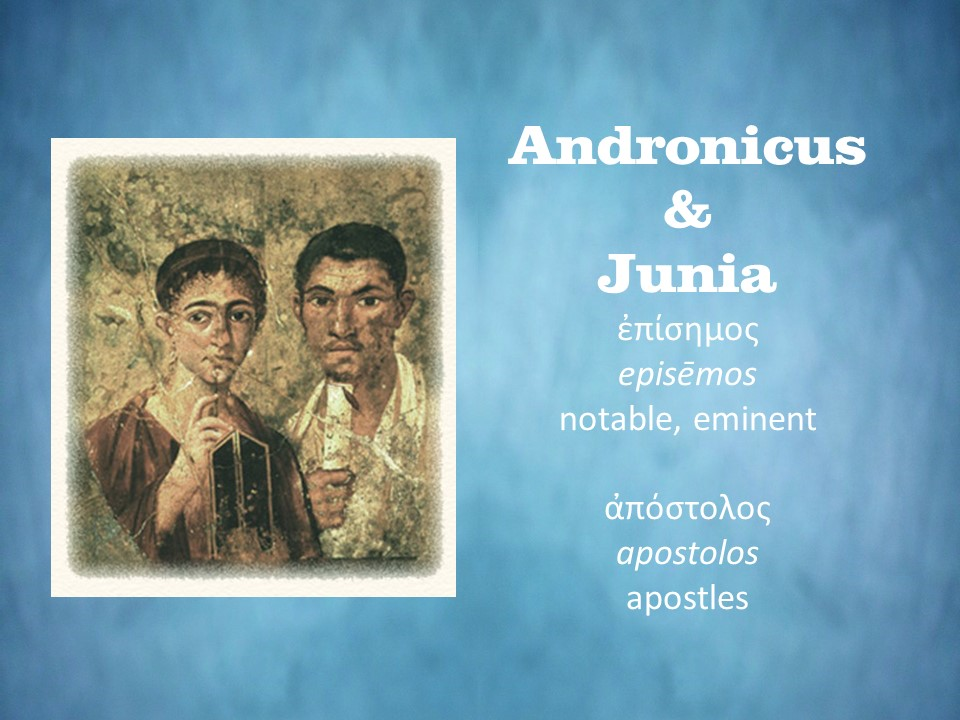 Andronicus
&
Junia
ἐπίσημος
episēmos
notable, eminent
ἀπόστολος
apostolos
apostles